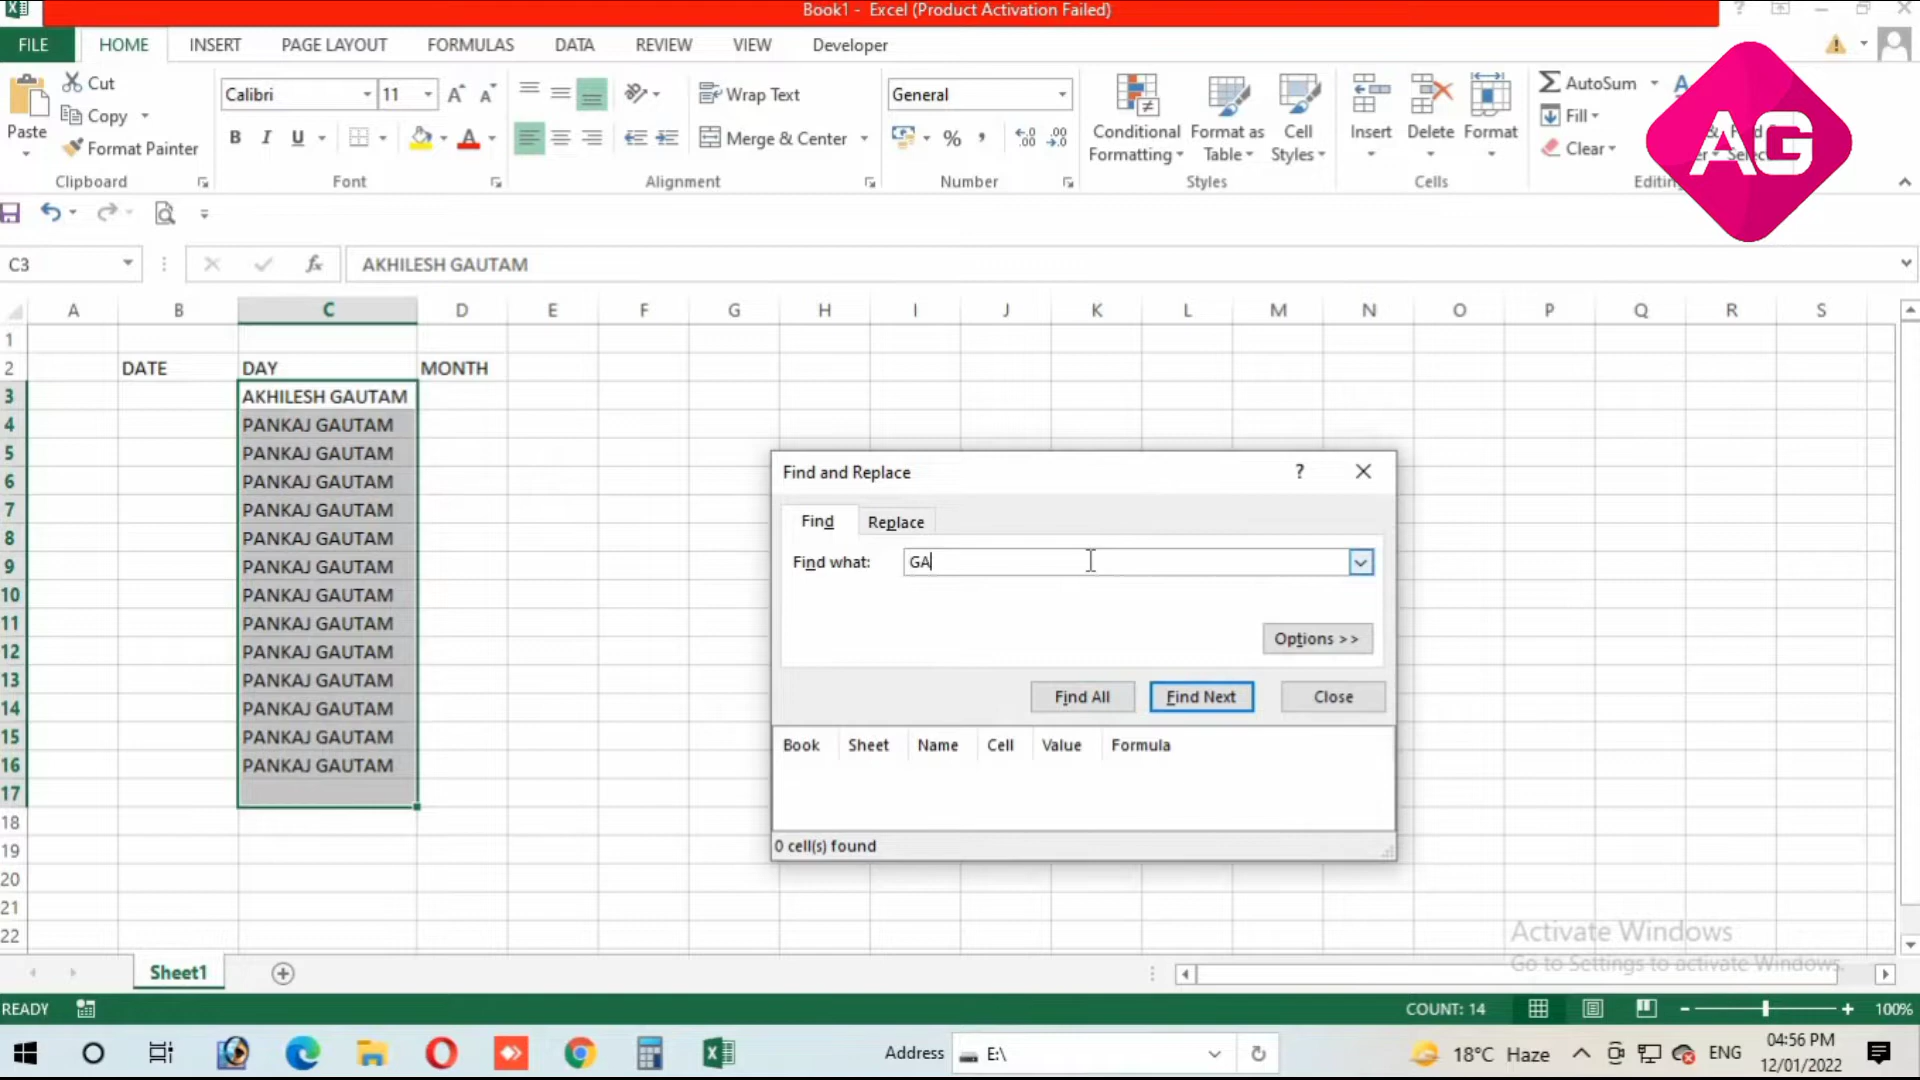 Book1 - Excel (Product Activation Failed)
FILE HOME INSERT PAGE LAYOUT FORMULAS DATA REVIEW VIEW Developer
Cut
Copy
Format Painter
Paste
Clipboard
Calibri 11
B I U
Font
Wrap Text
Merge & Center
Alignment
General
%
Number
Conditional Formatting
Format as Table
Cell Styles
Styles
Insert Delete Format
Cells
AutoSum
Fill
Clear
AG
C3 fx AKHILESH GAUTAM
A B C D E F G H I J K L M N O P Q R S
1
2 DATE DAY MONTH
3 AKHILESH GAUTAM
4 PANKAJ GAUTAM
5 PANKAJ GAUTAM
6 PANKAJ GAUTAM
7 PANKAJ GAUTAM
8 PANKAJ GAUTAM
9 PANKAJ GAUTAM
10 PANKAJ GAUTAM
11 PANKAJ GAUTAM
12 PANKAJ GAUTAM
13 PANKAJ GAUTAM
14 PANKAJ GAUTAM
15 PANKAJ GAUTAM
16 PANKAJ GAUTAM
17
18
19
20
21
22
Find and Replace ?
Find Replace
Find what: GA
Options >>
Find All Find Next Close
Book Sheet Name Cell Value Formula
0 cell(s) found
Activate Windows
Go to Settings to activate Windows.
Sheet1
READY COUNT: 14 100%
Address E:\ 18°C Haze ENG
04:56 PM
12/01/2022